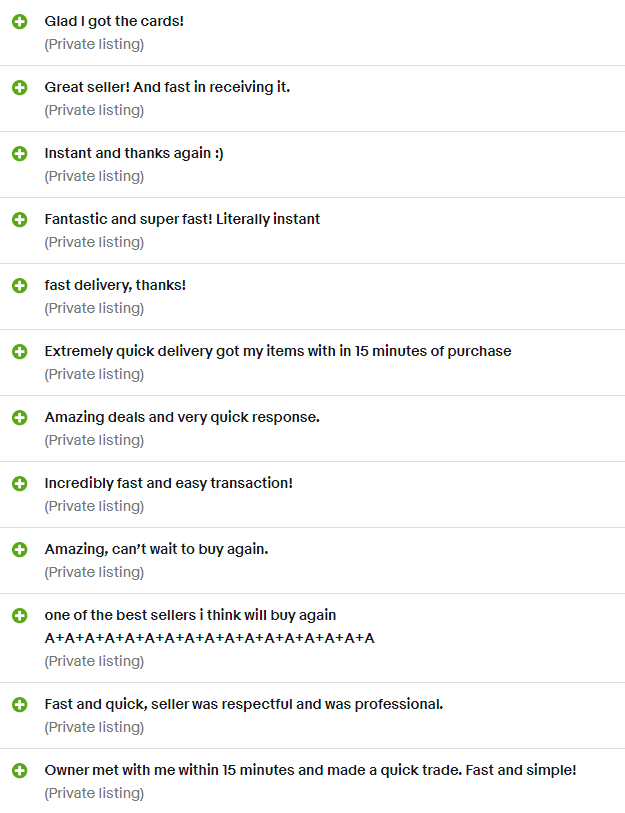 Glad I got the cards!
(Private listing)
Great seller! And fast in receiving it.
(Private listing)
Instant and thanks again :)
(Private listing)
Fantastic and super fast! Literally instant
(Private listing)
fast delivery, thanks!
(Private listing)
Extremely quick delivery got my items with in 15 minutes of purchase
(Private listing)
Amazing deals and very quick response.
(Private listing)
Incredibly fast and easy transaction!
(Private listing)
Amazing, can’t wait to buy again.
(Private listing)
one of the best sellers i think will buy again
A+A+A+A+A+A+A+A+A+A+A+A+A+A+A+A+A
(Private listing)
Fast and quick, seller was respectful and was professional.
(Private listing)
Owner met with me within 15 minutes and made a quick trade. Fast and simple!
(Private listing)